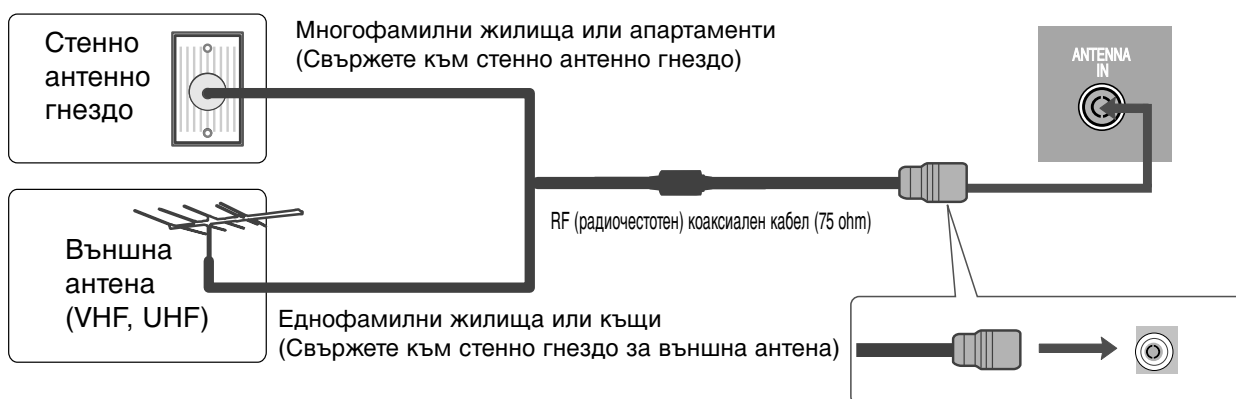 Стенно
антенно
гнездо
Многофамилни жилища или апартаменти
(Свържете към стенно антенно гнездо)
ANTENNA
IN
RF (радиочестотен) коаксиален кабел (75 ohm)
Външна
антена
(VHF, UHF)
Еднофамилни жилища или къщи
(Свържете към стенно гнездо за външна антена)